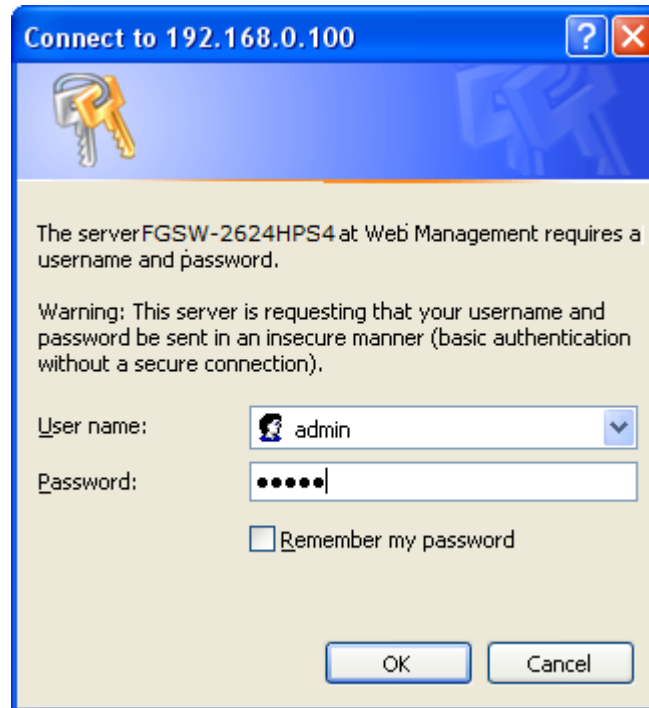 Connect to 192.168.0.100
The server FGSW-2624HPS4 at Web Management requires a
username and password.
Warning: This server is requesting that your username and
password be sent in an insecure manner (basic authentication
without a secure connection).
User name:
admin
Password:
•••••
Remember my password
OK
Cancel